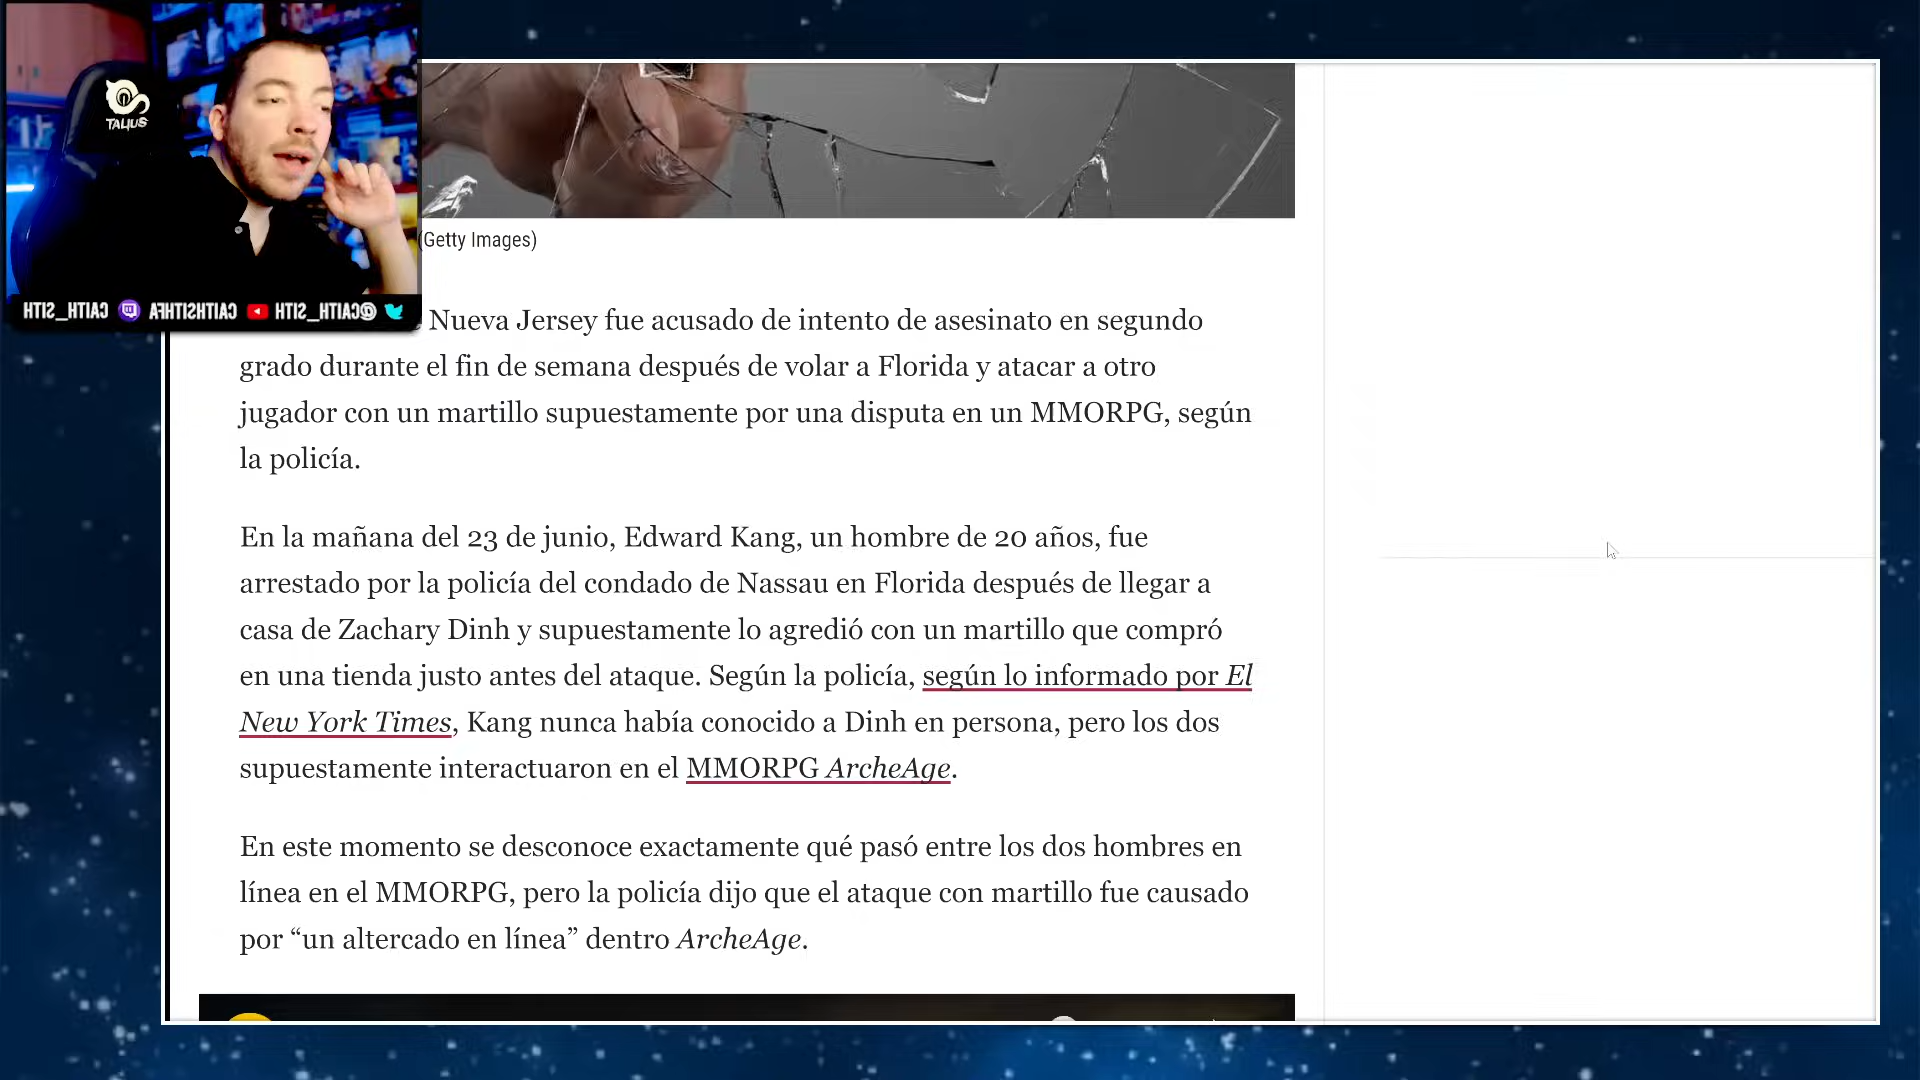 TALIUS
CAITH_SITH CAITHSITHFA @CAITH_SITH
(Getty Images)
Nueva Jersey fue acusado de intento de asesinato en segundo
grado durante el fin de semana después de volar a Florida y atacar a otro
jugador con un martillo supuestamente por una disputa en un MMORPG, según
la policía.
En la mañana del 23 de junio, Edward Kang, un hombre de 20 años, fue
arrestado por la policía del condado de Nassau en Florida después de llegar a
casa de Zachary Dinh y supuestamente lo agredió con un martillo que compró
en una tienda justo antes del ataque. Según la policía, según lo informado por El
New York Times, Kang nunca había conocido a Dinh en persona, pero los dos
supuestamente interactuaron en el MMORPG ArcheAge.
En este momento se desconoce exactamente qué pasó entre los dos hombres en
línea en el MMORPG, pero la policía dijo que el ataque con martillo fue causado
por “un altercado en línea” dentro ArcheAge.